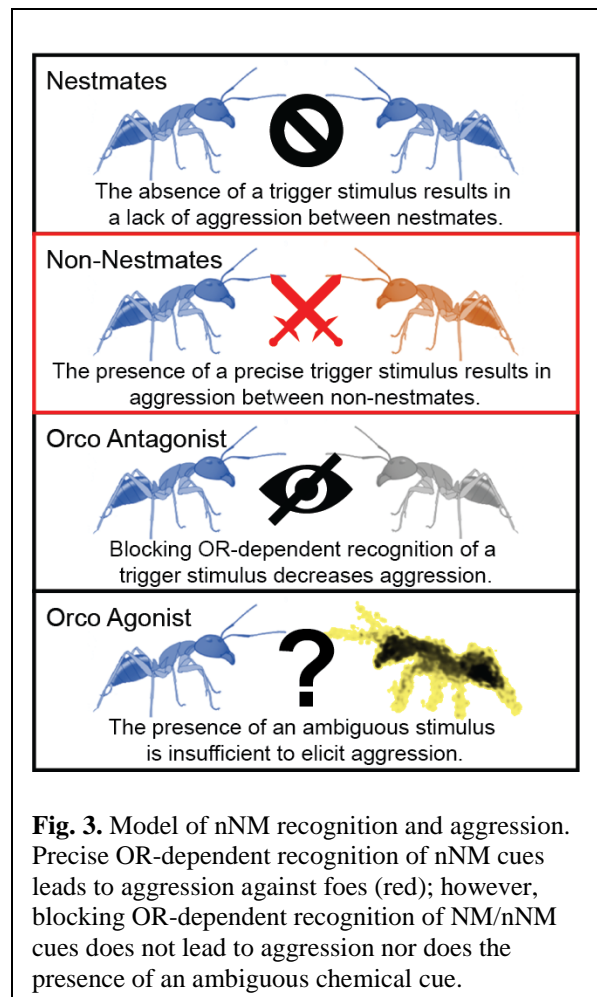 Nestmates
The absence of a trigger stimulus results in
a lack of aggression between nestmates.
Non-Nestmates
The presence of a precise trigger stimulus results in
aggression between non-nestmates.
Orco Antagonist
Blocking OR-dependent recognition of a
trigger stimulus decreases aggression.
Orco Agonist
?
The presence of an ambiguous stimulus
is insufficient to elicit aggression.
Fig. 3. Model of nNM recognition and aggression.
Precise OR-dependent recognition of nNM cues
leads to aggression against foes (red); however,
blocking OR-dependent recognition of NM/nNM
cues does not lead to aggression nor does the
presence of an ambiguous chemical cue.